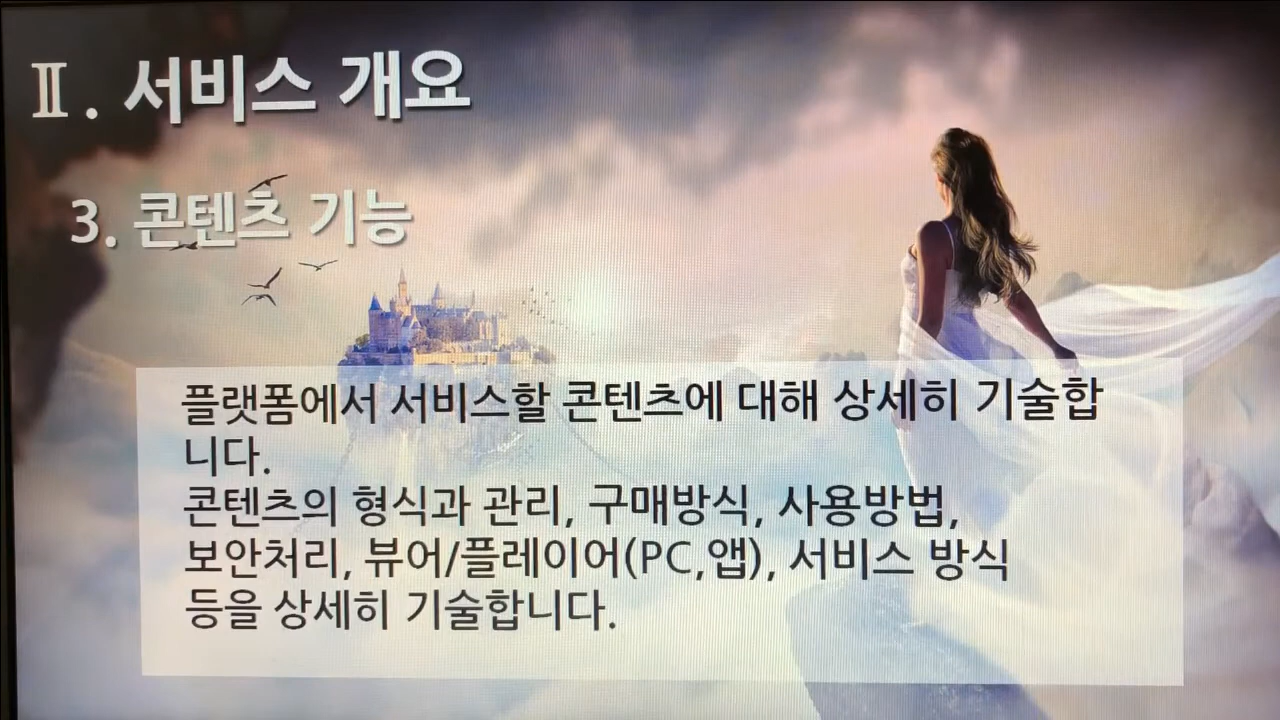 Ⅱ. 서비스 개요
3. 콘텐츠 기능
플랫폼에서 서비스할 콘텐츠에 대해 상세히 기술합
니다.
콘텐츠의 형식과 관리, 구매방식, 사용방법,
보안처리, 뷰어/플레이어(PC,앱), 서비스 방식
등을 상세히 기술합니다.